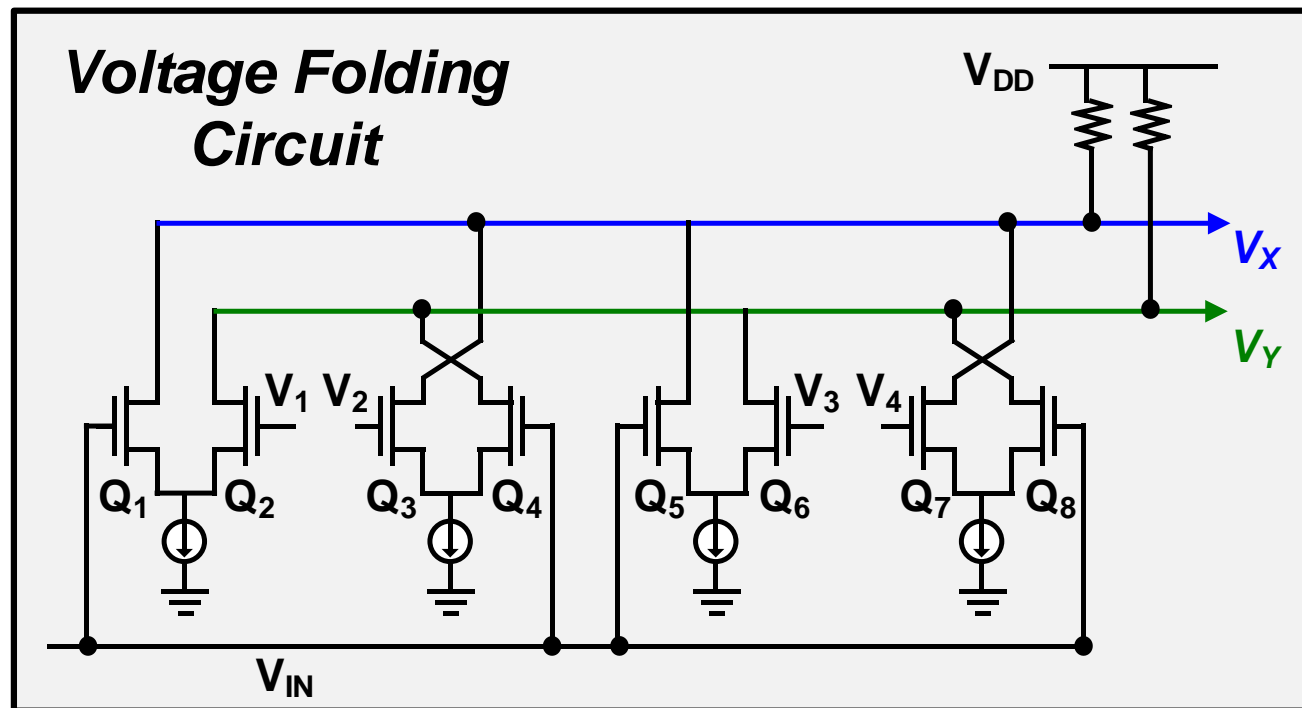 Voltage Folding
Circuit
VDD
VX
VY
V1 V2 V3 V4
Q1 Q2 Q3 Q4 Q5 Q6 Q7 Q8
VIN